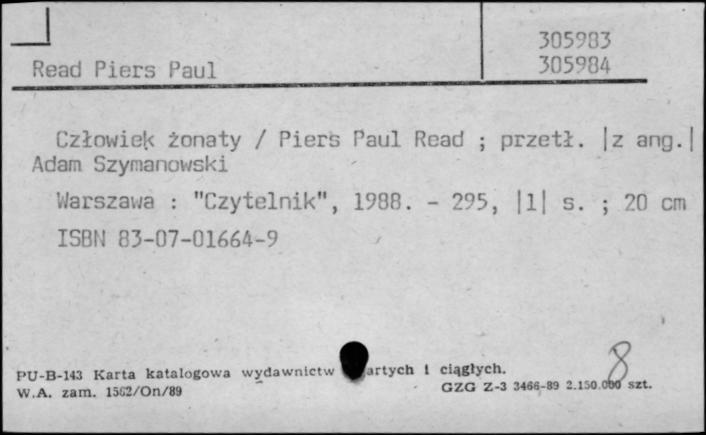 305983
Read Piers Paul 305984
Człowiek żonaty / Piers Paul Read ; przetł. |z ang.|
Adam Szymanowski
Warszawa : "Czytelnik", 1988. - 295, |1| s. ; 20 cm
ISBN 83-07-01664-9
8
PU-B-143 Karta katalogowa wydawnictw artych i ciągłych.
W.A. zam. 1562/On/89 GZG Z-3 3466-89 2.150.000 szt.